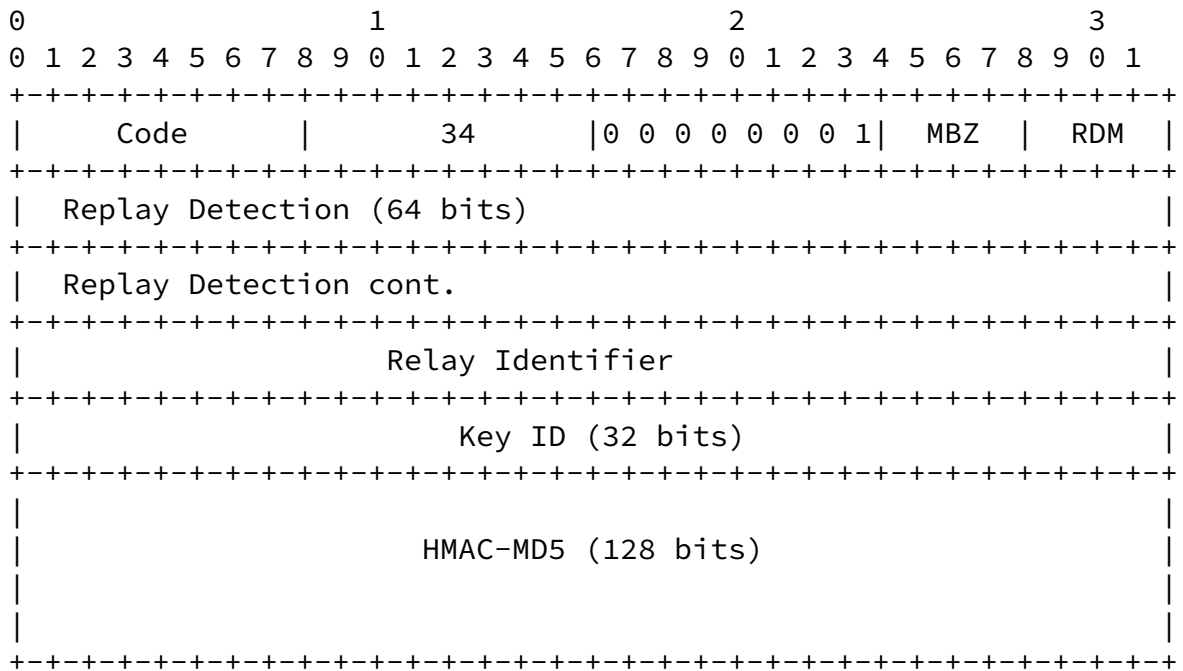 0                   1                   2                   3
0 1 2 3 4 5 6 7 8 9 0 1 2 3 4 5 6 7 8 9 0 1 2 3 4 5 6 7 8 9 0 1
+-+-+-+-+-+-+-+-+-+-+-+-+-+-+-+-+-+-+-+-+-+-+-+-+-+-+-+-+-+-+-+-+
|     Code      |       34      |0 0 0 0 0 0 0 1|  MBZ  |  RDM  |
+-+-+-+-+-+-+-+-+-+-+-+-+-+-+-+-+-+-+-+-+-+-+-+-+-+-+-+-+-+-+-+-+
|  Replay Detection (64 bits)                                   |
+-+-+-+-+-+-+-+-+-+-+-+-+-+-+-+-+-+-+-+-+-+-+-+-+-+-+-+-+-+-+-+-+
|  Replay Detection cont.                                       |
+-+-+-+-+-+-+-+-+-+-+-+-+-+-+-+-+-+-+-+-+-+-+-+-+-+-+-+-+-+-+-+-+
|                    Relay Identifier                           |
+-+-+-+-+-+-+-+-+-+-+-+-+-+-+-+-+-+-+-+-+-+-+-+-+-+-+-+-+-+-+-+-+
|                        Key ID (32 bits)                       |
+-+-+-+-+-+-+-+-+-+-+-+-+-+-+-+-+-+-+-+-+-+-+-+-+-+-+-+-+-+-+-+-+
|                                                               |
|                      HMAC-MD5 (128 bits)                      |
|                                                               |
|                                                               |
+-+-+-+-+-+-+-+-+-+-+-+-+-+-+-+-+-+-+-+-+-+-+-+-+-+-+-+-+-+-+-+-+